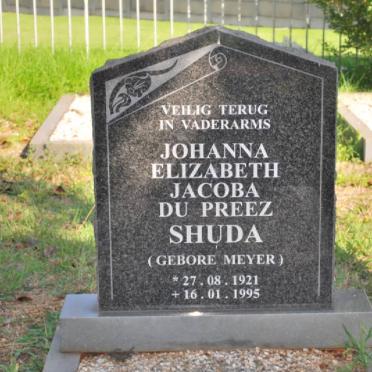 VEILIG TERUG
IN VADERARMS
JOHANNA
ELIZABETH
JACOBA
DU PREEZ
SHUDA
( GEBORE MEYER )
* 27 . 08 . 1921
+ 16 . 01 . 1995